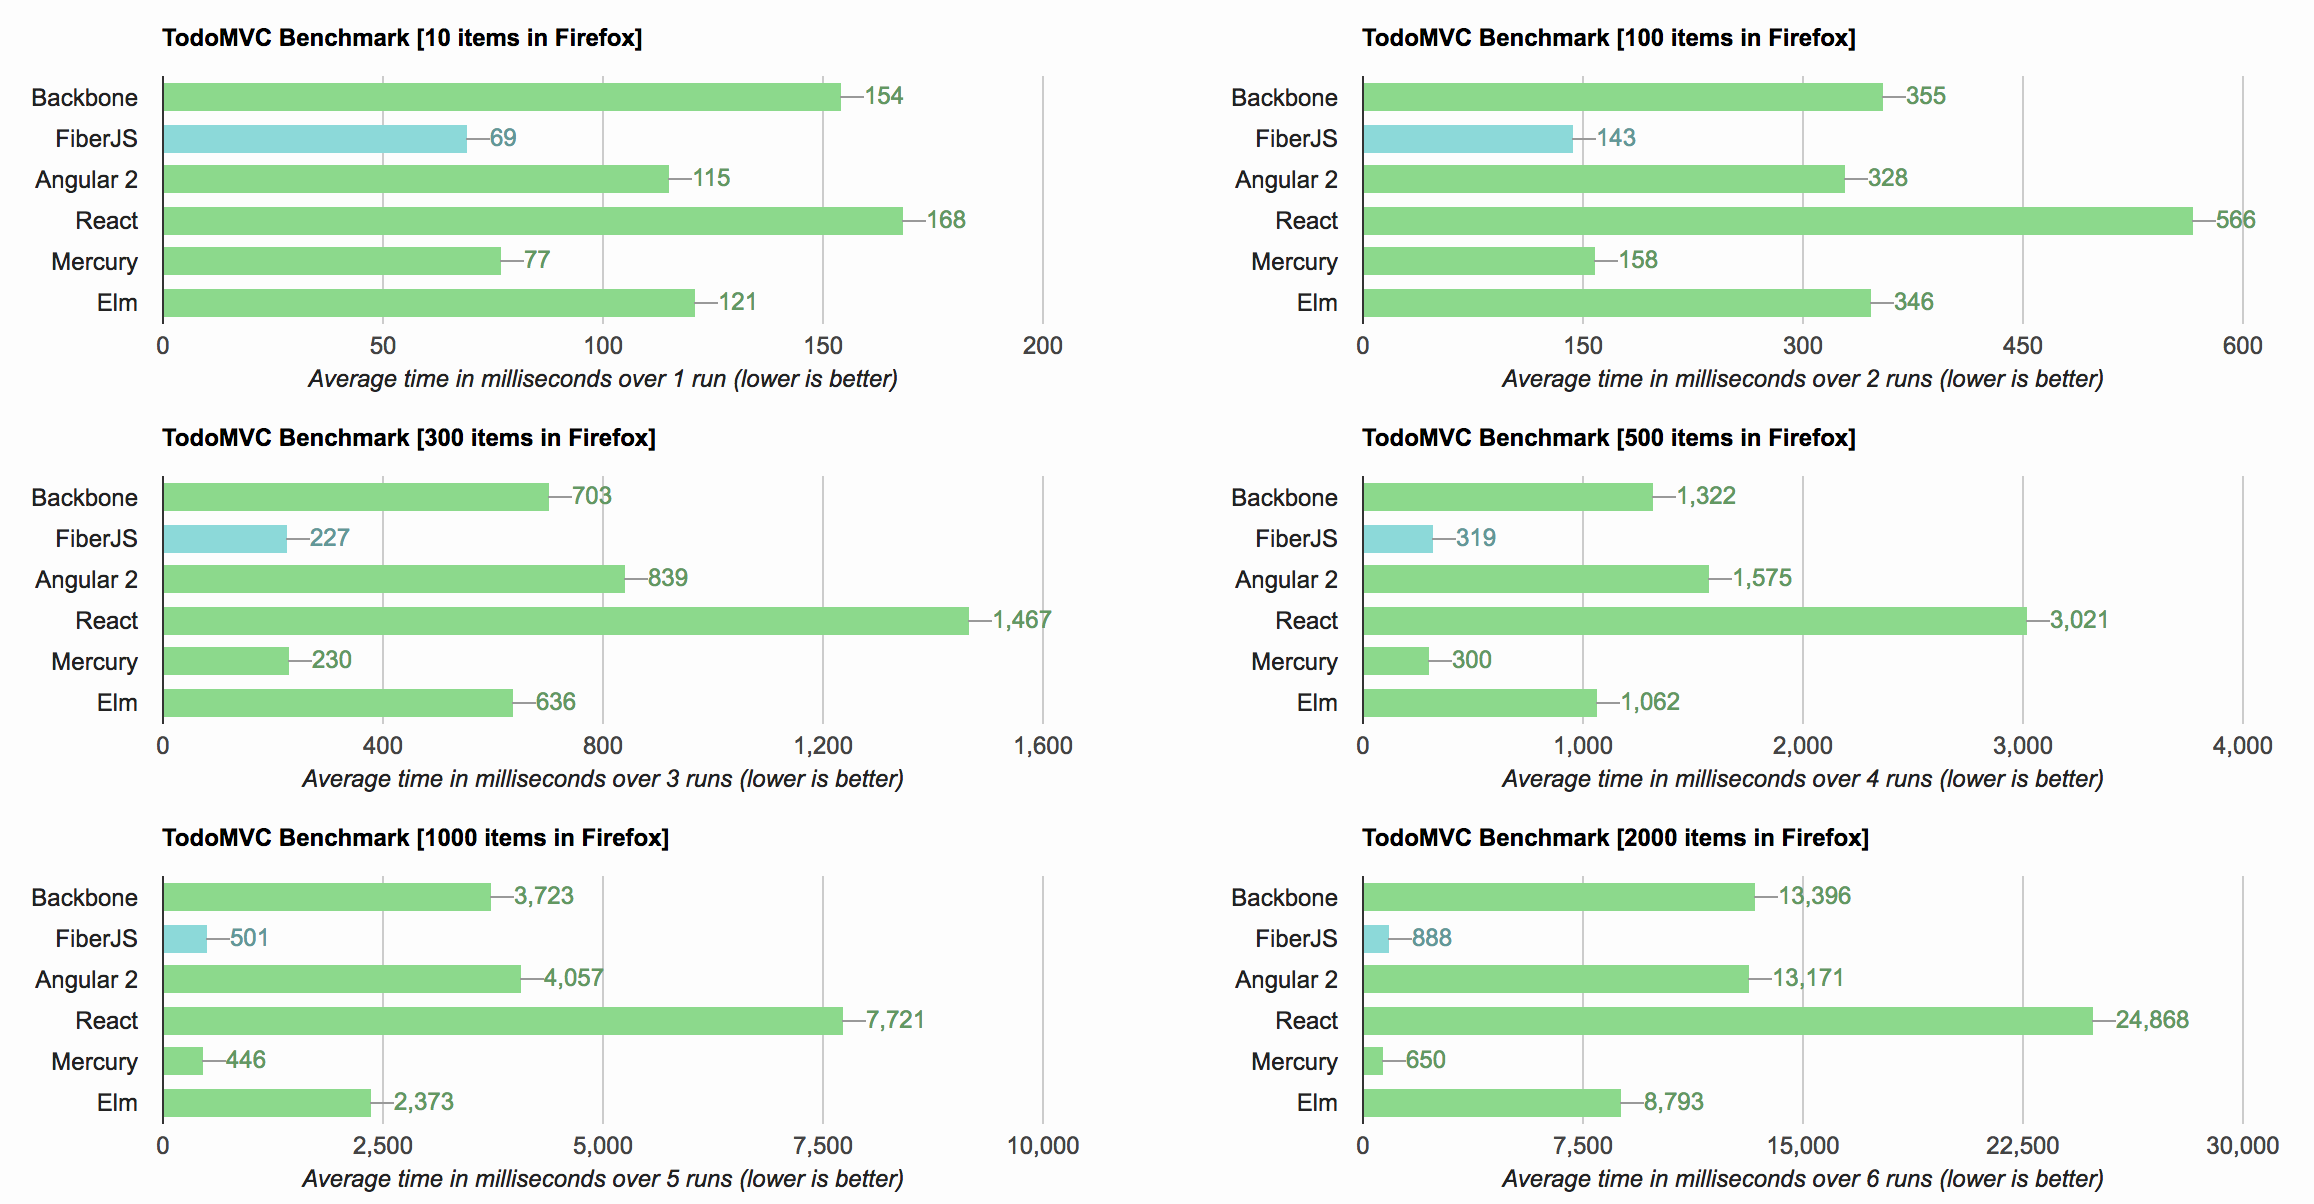 TodoMVC Benchmark [10 items in Firefox]
Backbone 154
FiberJS 69
Angular 2 115
React 168
Mercury 77
Elm 121
0 50 100 150 200
Average time in milliseconds over 1 run (lower is better)
TodoMVC Benchmark [100 items in Firefox]
Backbone 355
FiberJS 143
Angular 2 328
React 566
Mercury 158
Elm 346
0 150 300 450 600
Average time in milliseconds over 2 runs (lower is better)
TodoMVC Benchmark [300 items in Firefox]
Backbone 703
FiberJS 227
Angular 2 839
React 1,467
Mercury 230
Elm 636
0 400 800 1,200 1,600
Average time in milliseconds over 3 runs (lower is better)
TodoMVC Benchmark [500 items in Firefox]
Backbone 1,322
FiberJS 319
Angular 2 1,575
React 3,021
Mercury 300
Elm 1,062
0 1,000 2,000 3,000 4,000
Average time in milliseconds over 4 runs (lower is better)
TodoMVC Benchmark [1000 items in Firefox]
Backbone 3,723
FiberJS 501
Angular 2 4,057
React 7,721
Mercury 446
Elm 2,373
0 2,500 5,000 7,500 10,000
Average time in milliseconds over 5 runs (lower is better)
TodoMVC Benchmark [2000 items in Firefox]
Backbone 13,396
FiberJS 888
Angular 2 13,171
React 24,868
Mercury 650
Elm 8,793
0 7,500 15,000 22,500 30,000
Average time in milliseconds over 6 runs (lower is better)